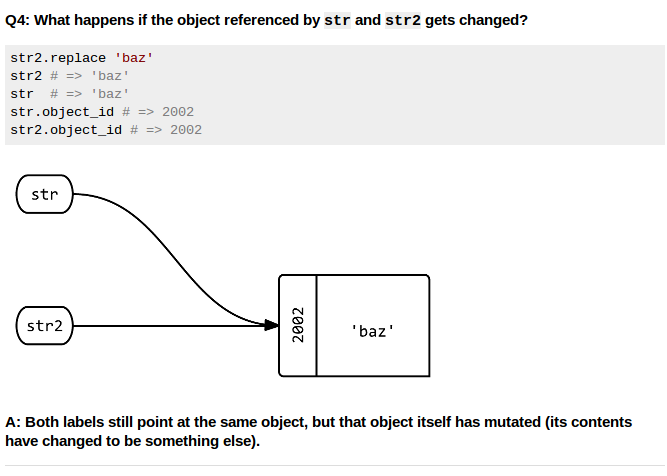 Q4: What happens if the object referenced by str and str2 gets changed?
str2.replace 'baz'
str2 # => 'baz'
str  # => 'baz'
str.object_id # => 2002
str2.object_id # => 2002
str
str2
2002
'baz'
A: Both labels still point at the same object, but that object itself has mutated (its contents
have changed to be something else).